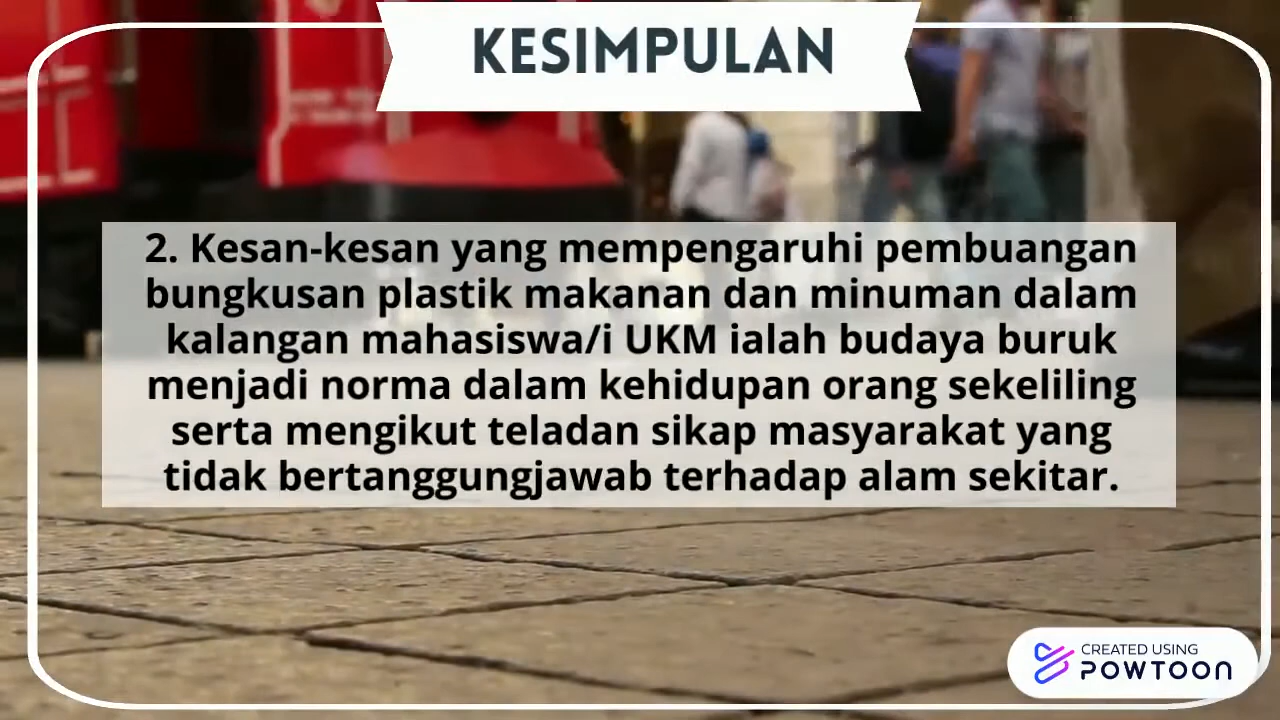 KESIMPULAN
2. Kesan-kesan yang mempengaruhi pembuangan
bungkusan plastik makanan dan minuman dalam
kalangan mahasiswa/i UKM ialah budaya buruk
menjadi norma dalam kehidupan orang sekeliling
serta mengikut teladan sikap masyarakat yang
tidak bertanggungjawab terhadap alam sekitar.
CREATED USING
POWTOON